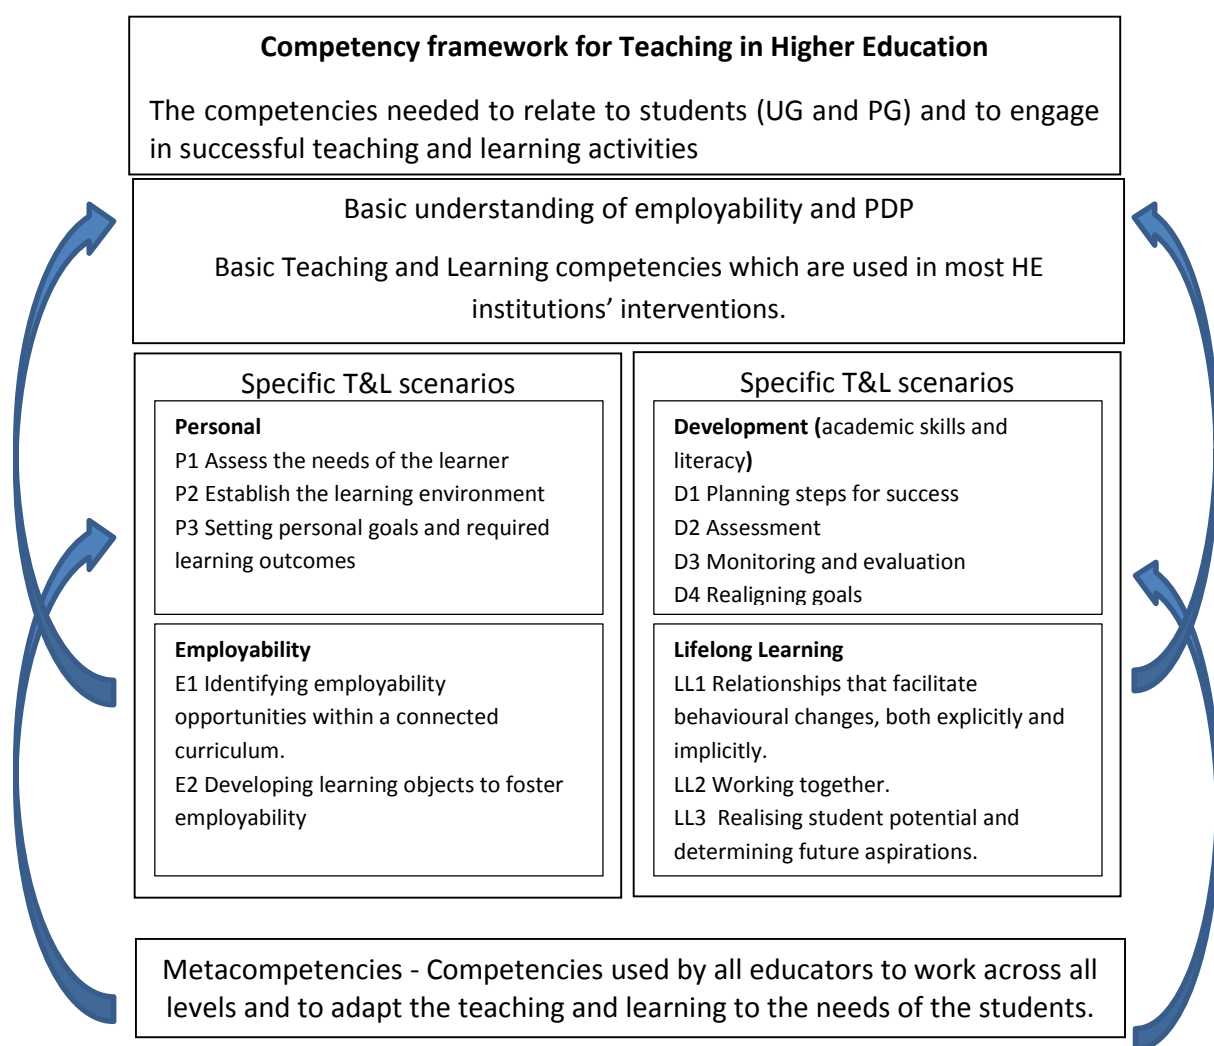 Competency framework for Teaching in Higher Education
The competencies needed to relate to students (UG and PG) and to engage
in successful teaching and learning activities
Basic understanding of employability and PDP
Basic Teaching and Learning competencies which are used in most HE
institutions’ interventions.
Specific T&L scenarios
Personal
P1 Assess the needs of the learner
P2 Establish the learning environment
P3 Setting personal goals and required
learning outcomes
Employability
E1 Identifying employability
opportunities within a connected
curriculum.
E2 Developing learning objects to foster
employability
Specific T&L scenarios
Development (academic skills and
literacy)
D1 Planning steps for success
D2 Assessment
D3 Monitoring and evaluation
D4 Realigning goals
Lifelong Learning
LL1 Relationships that facilitate
behavioural changes, both explicitly and
implicitly.
LL2 Working together.
LL3  Realising student potential and
determining future aspirations.
Metacompetencies - Competencies used by all educators to work across all
levels and to adapt the teaching and learning to the needs of the students.